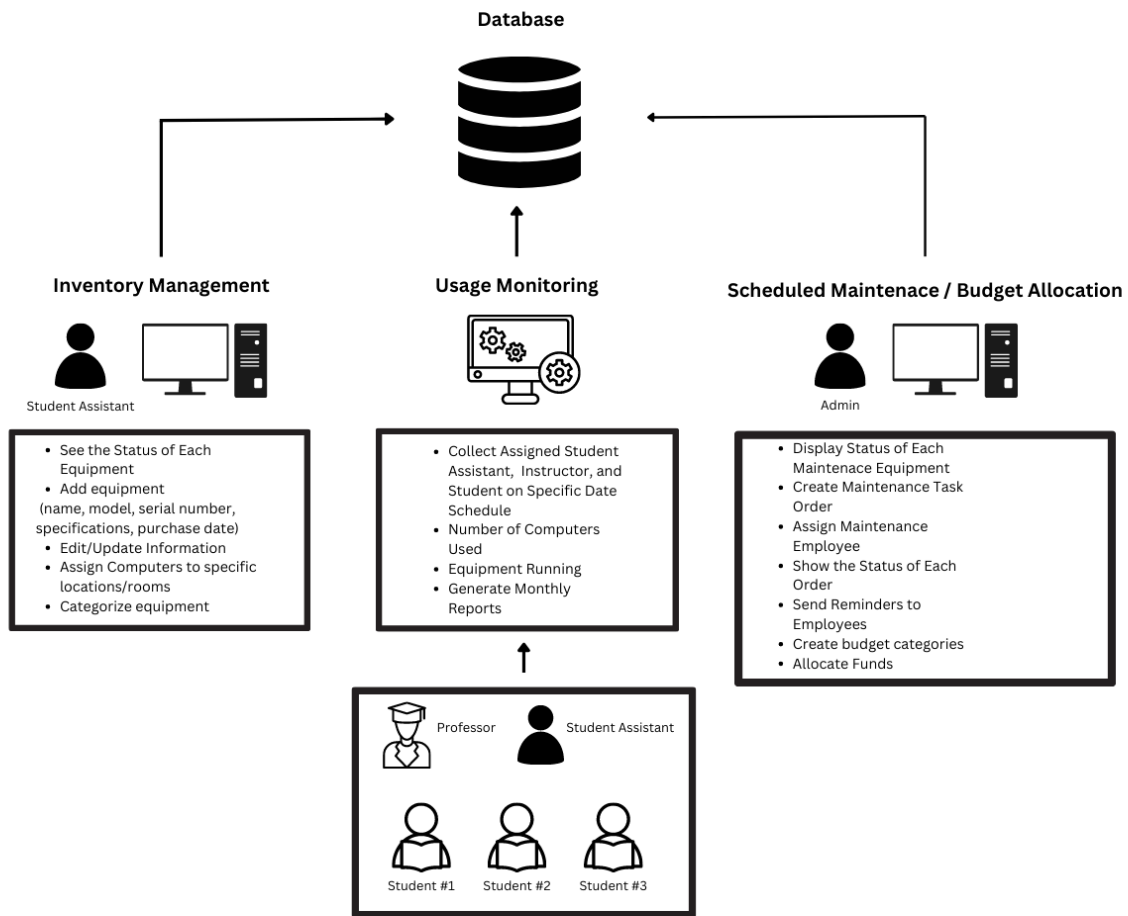 Database
Inventory Management
Student Assistant
• See the Status of Each
Equipment
• Add equipment
(name, model, serial number,
specifications, purchase date)
• Edit/Update Information
• Assign Computers to specific
locations/rooms
• Categorize equipment
Usage Monitoring
• Collect Assigned Student
Assistant, Instructor, and
Student on Specific Date
Schedule
• Number of Computers
Used
• Equipment Running
• Generate Monthly
Reports
Professor
Student Assistant
Student #1
Student #2
Student #3
Scheduled Maintenace / Budget Allocation
Admin
• Display Status of Each
Maintenace Equipment
• Create Maintenance Task
Order
• Assign Maintenance
Employee
• Show the Status of Each
Order
• Send Reminders to
Employees
• Create budget categories
• Allocate Funds